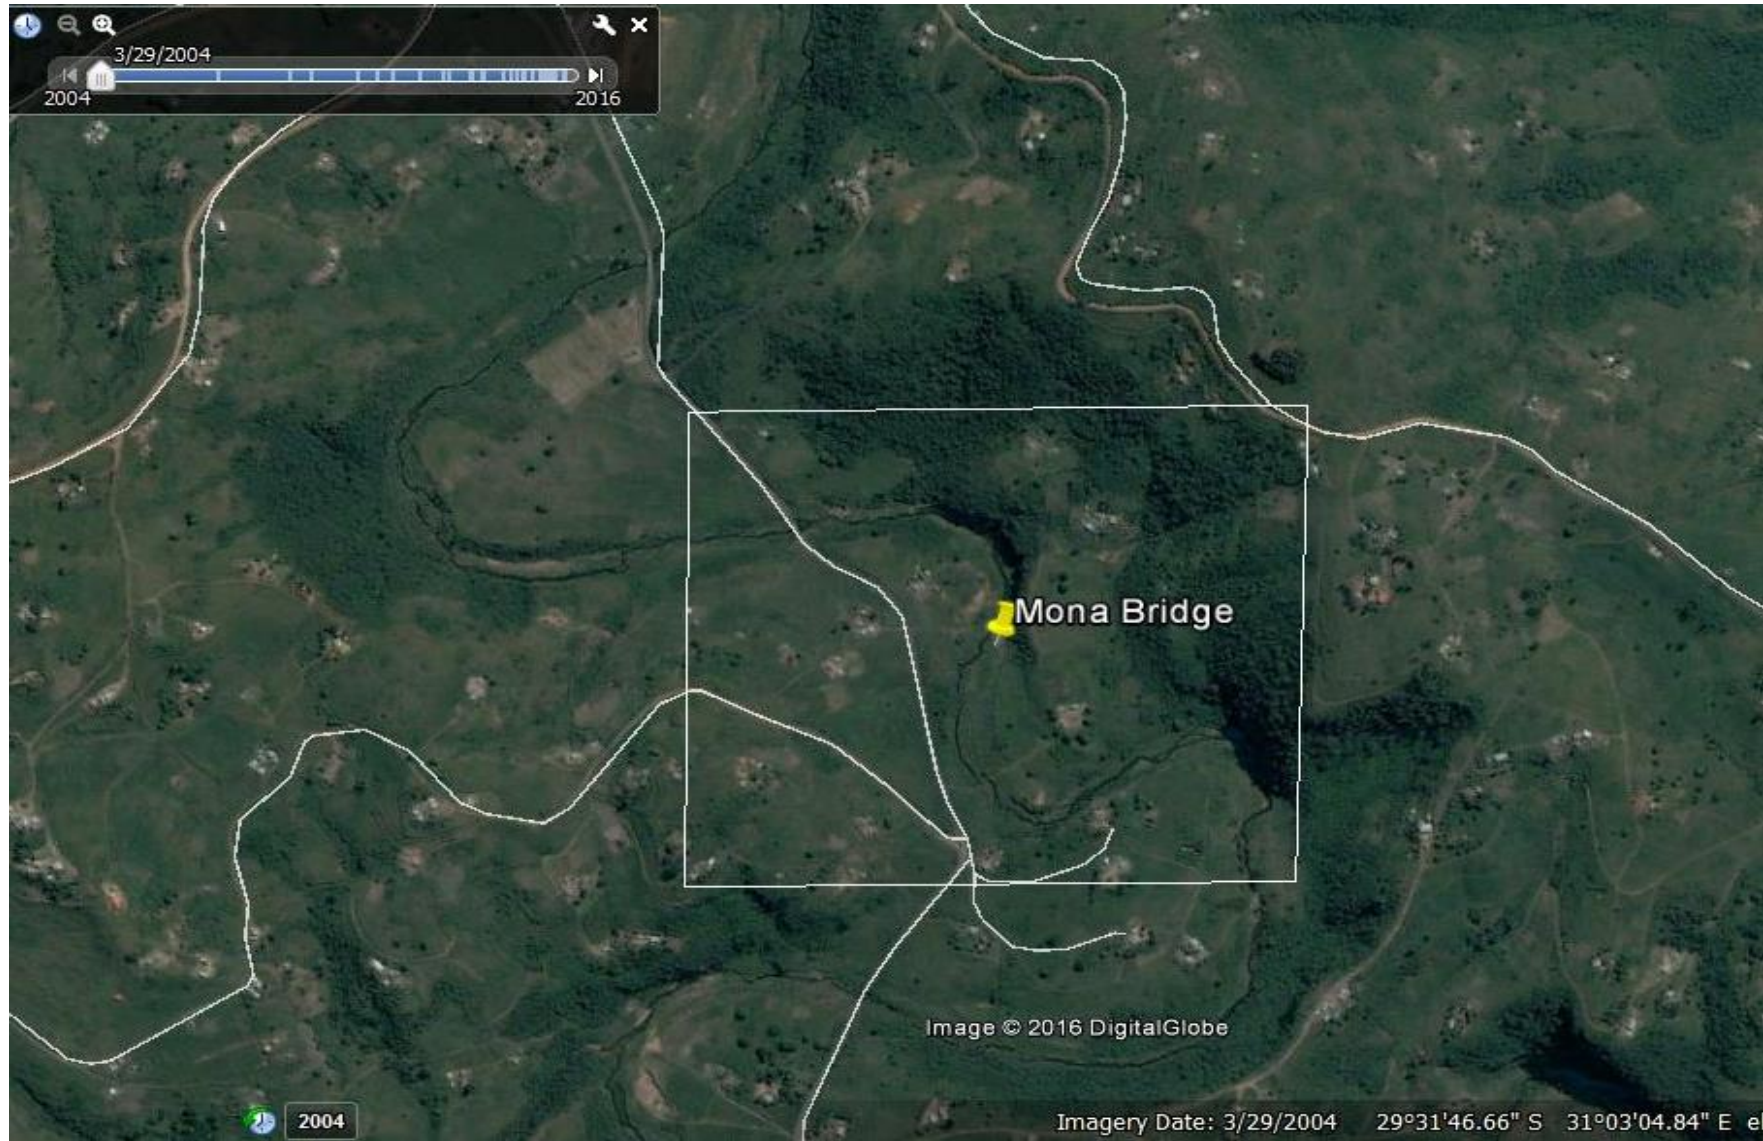 3/29/2004
2004
2016
Mona Bridge
Image © 2016 DigitalGlobe
2004
Imagery Date: 3/29/2004 29°31'46.66" S 31°03'04.84" E e